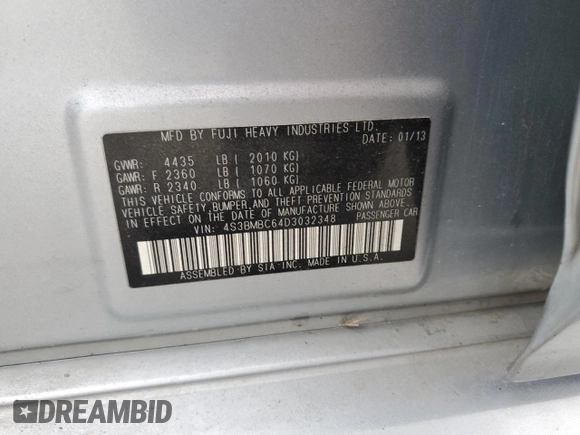 MFD BY FUJI HEAVY INDUSTRIES LTD.
DATE: 01/13
GVWR: 4435 LB ( 2010 KG)
GAWR: F 2360 LB ( 1070 KG)
GAWR: R 2340 LB ( 1060 KG)
THIS VEHICLE CONFORMS TO ALL APPLICABLE FEDERAL MOTOR
VEHICLE SAFETY,BUMPER,AND THEFT PREVENTION STANDARDS
IN EFFECT ON THE DATE OF MANUFACTURE SHOWN ABOVE.
VIN: 4S3BMBC64D3032348 PASSENGER CAR
ASSEMBLED BY SIA-INC. MADE IN U.S.A.
DREAMBID